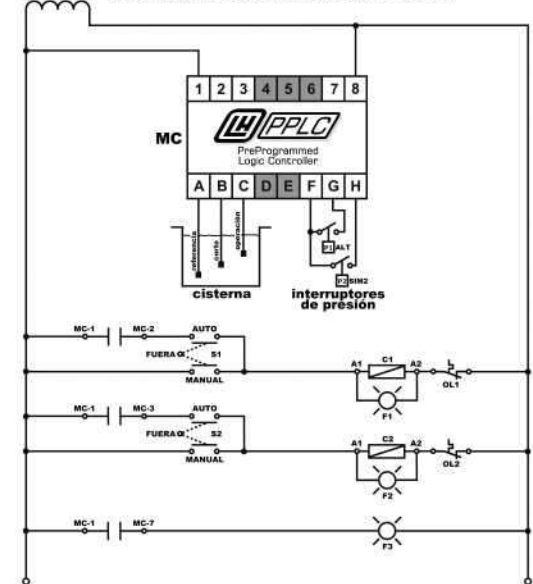 1 2 3 4 5 6 7 8
MC
LH PPLC
PreProgrammed
Logic Controller
A B C D E F G H
referencia
corte
operación
P1 ALT
P2 SIM2
cisterna
interruptores
de presión
MC-1 MC-2 AUTO
FUERA S1
MANUAL
A1 C1 A2
OL1
F1
MC-1 MC-3 AUTO
FUERA S2
MANUAL
A1 C2 A2
OL2
F2
MC-1 MC-7
F3